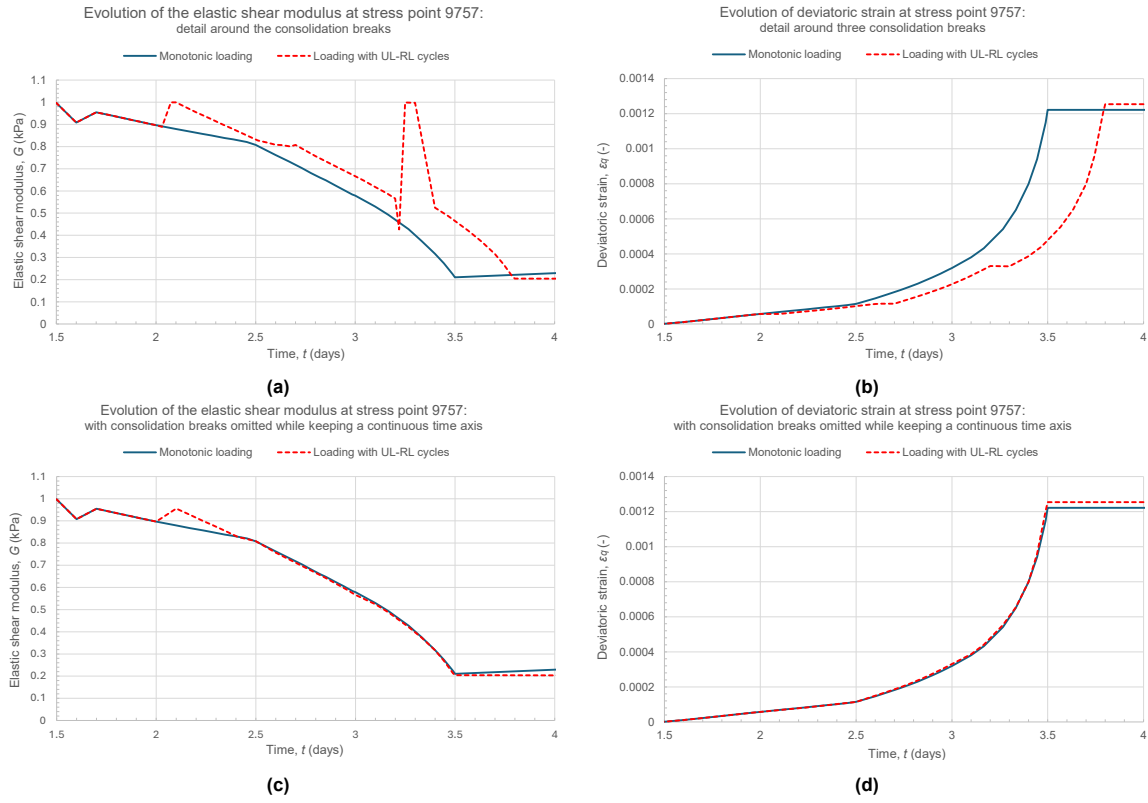 Evolution of the elastic shear modulus at stress point 9757:
detail around the consolidation breaks
Monotonic loading
Loading with UL-RL cycles
Elastic shear modulus, G (kPa)
1.1
1
0.9
0.8
0.7
0.6
0.5
0.4
0.3
0.2
0.1
0
1.5
2
2.5
3
3.5
4
Time, t (days)
(a)
Evolution of deviatoric strain at stress point 9757:
detail around three consolidation breaks
Monotonic loading
Loading with UL-RL cycles
Deviatoric strain, εq (-)
0.0014
0.0012
0.001
0.0008
0.0006
0.0004
0.0002
0
1.5
2
2.5
3
3.5
4
Time, t (days)
(b)
Evolution of the elastic shear modulus at stress point 9757:
with consolidation breaks omitted while keeping a continuous time axis
Monotonic loading
Loading with UL-RL cycles
Elastic shear modulus, G (kPa)
1.1
1
0.9
0.8
0.7
0.6
0.5
0.4
0.3
0.2
0.1
0
1.5
2
2.5
3
3.5
4
Time, t (days)
(c)
Evolution of deviatoric strain at stress point 9757:
with consolidation breaks omitted while keeping a continuous time axis
Monotonic loading
Loading with UL-RL cycles
Deviatoric strain, εq (-)
0.0014
0.0012
0.001
0.0008
0.0006
0.0004
0.0002
0
1.5
2
2.5
3
3.5
4
Time, t (days)
(d)